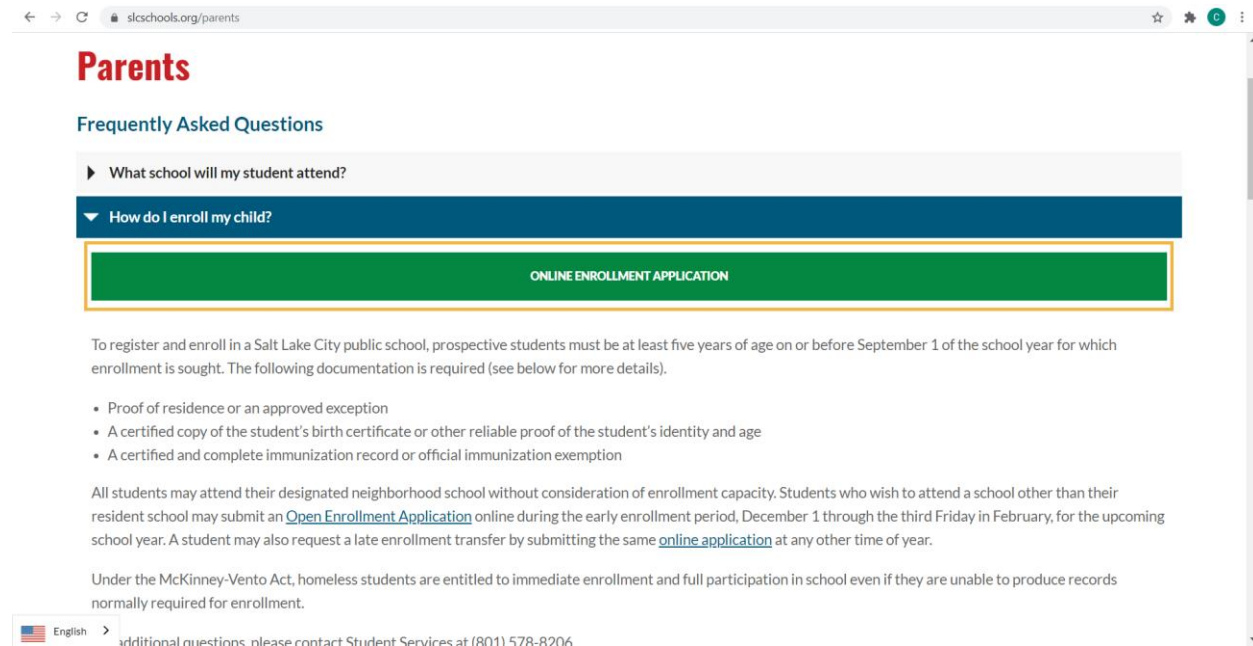 slcschools.org/parents
C
Parents
Frequently Asked Questions
What school will my student attend?
How do I enroll my child?
ONLINE ENROLLMENT APPLICATION
To register and enroll in a Salt Lake City public school, prospective students must be at least five years of age on or before September 1 of the school year for which
enrollment is sought. The following documentation is required (see below for more details).
• Proof of residence or an approved exception
• A certified copy of the student’s birth certificate or other reliable proof of the student’s identity and age
• A certified and complete immunization record or official immunization exemption
All students may attend their designated neighborhood school without consideration of enrollment capacity. Students who wish to attend a school other than their
resident school may submit an Open Enrollment Application online during the early enrollment period, December 1 through the third Friday in February, for the upcoming
school year. A student may also request a late enrollment transfer by submitting the same online application at any other time of year.
Under the McKinney-Vento Act, homeless students are entitled to immediate enrollment and full participation in school even if they are unable to produce records
normally required for enrollment.
English
additional questions, please contact Student Services at (801) 578-8206